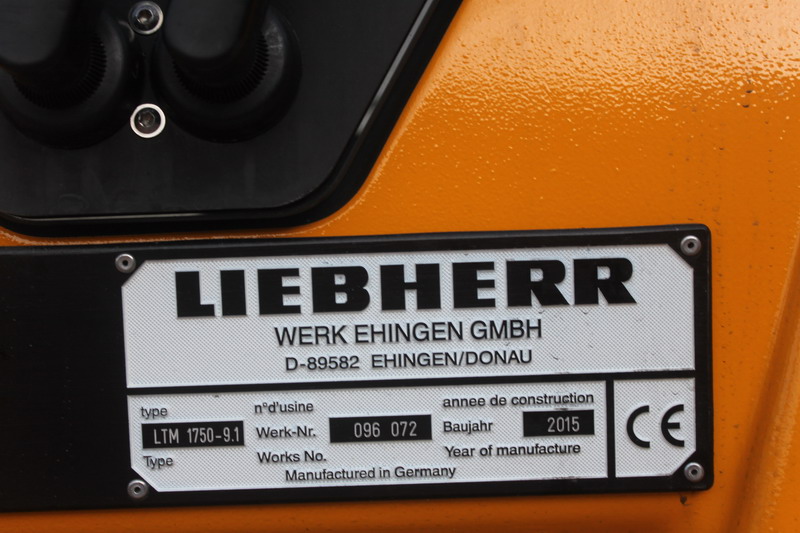 LIEBHERR
WERK EHINGEN GMBH
D-89582 EHINGEN/DONAU
type
LTM 1750-9.1
Type
n°d'usine
Werk-Nr. 096 072
Works No.
annee de construction
Baujahr 2015
Year of manufacture
Manufactured in Germany
CE